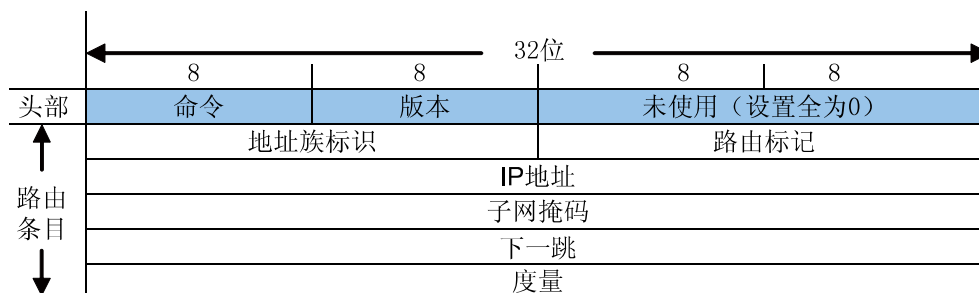 32位
8 8 8 8
头部 命令 版本 未使用（设置全为0）
地址族标识 路由标记
IP地址
路由
条目
子网掩码
下一跳
度量